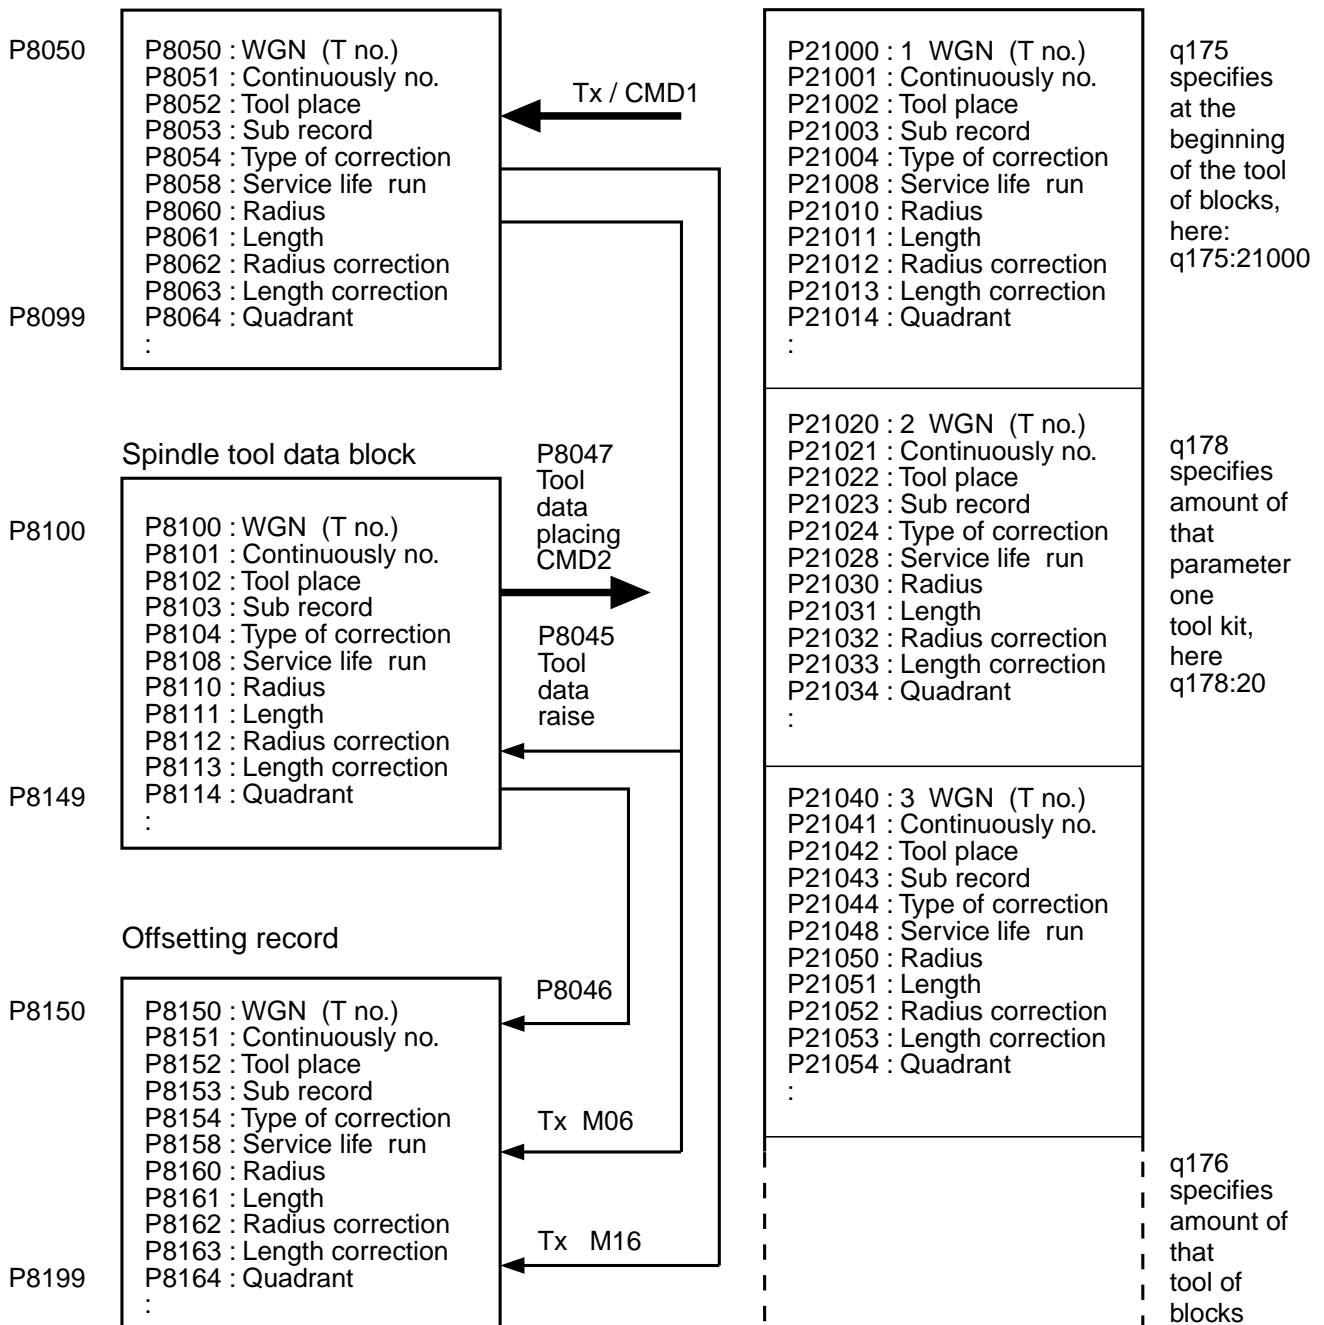 P8050
P8050 : WGN (T no.)
P8051 : Continuously no.
P8052 : Tool place
P8053 : Sub record
P8054 : Type of correction
P8058 : Service life run
P8060 : Radius
P8061 : Length
P8062 : Radius correction
P8063 : Length correction
P8099
P8064 : Quadrant
:
Tx / CMD1
Spindle tool data block
P8100
P8100 : WGN (T no.)
P8101 : Continuously no.
P8102 : Tool place
P8103 : Sub record
P8104 : Type of correction
P8108 : Service life run
P8110 : Radius
P8111 : Length
P8112 : Radius correction
P8113 : Length correction
P8149
P8114 : Quadrant
:
P8047
Tool
data
placing
CMD2
P8045
Tool
data
raise
Offsetting record
P8150
P8150 : WGN (T no.)
P8151 : Continuously no.
P8152 : Tool place
P8153 : Sub record
P8154 : Type of correction
P8158 : Service life run
P8160 : Radius
P8161 : Length
P8162 : Radius correction
P8163 : Length correction
P8199
P8164 : Quadrant
:
P8046
Tx M06
Tx M16
P21000 : 1 WGN (T no.)
P21001 : Continuously no.
P21002 : Tool place
P21003 : Sub record
P21004 : Type of correction
P21008 : Service life run
P21010 : Radius
P21011 : Length
P21012 : Radius correction
P21013 : Length correction
P21014 : Quadrant
:
P21020 : 2 WGN (T no.)
P21021 : Continuously no.
P21022 : Tool place
P21023 : Sub record
P21024 : Type of correction
P21028 : Service life run
P21030 : Radius
P21031 : Length
P21032 : Radius correction
P21033 : Length correction
P21034 : Quadrant
:
P21040 : 3 WGN (T no.)
P21041 : Continuously no.
P21042 : Tool place
P21043 : Sub record
P21044 : Type of correction
P21048 : Service life run
P21050 : Radius
P21051 : Length
P21052 : Radius correction
P21053 : Length correction
P21054 : Quadrant
:
q175
specifies
at the
beginning
of the tool
of blocks,
here:
q175:21000
q178
specifies
amount of
that
parameter
one
tool kit,
here
q178:20
q176
specifies
amount of
that
tool of
blocks